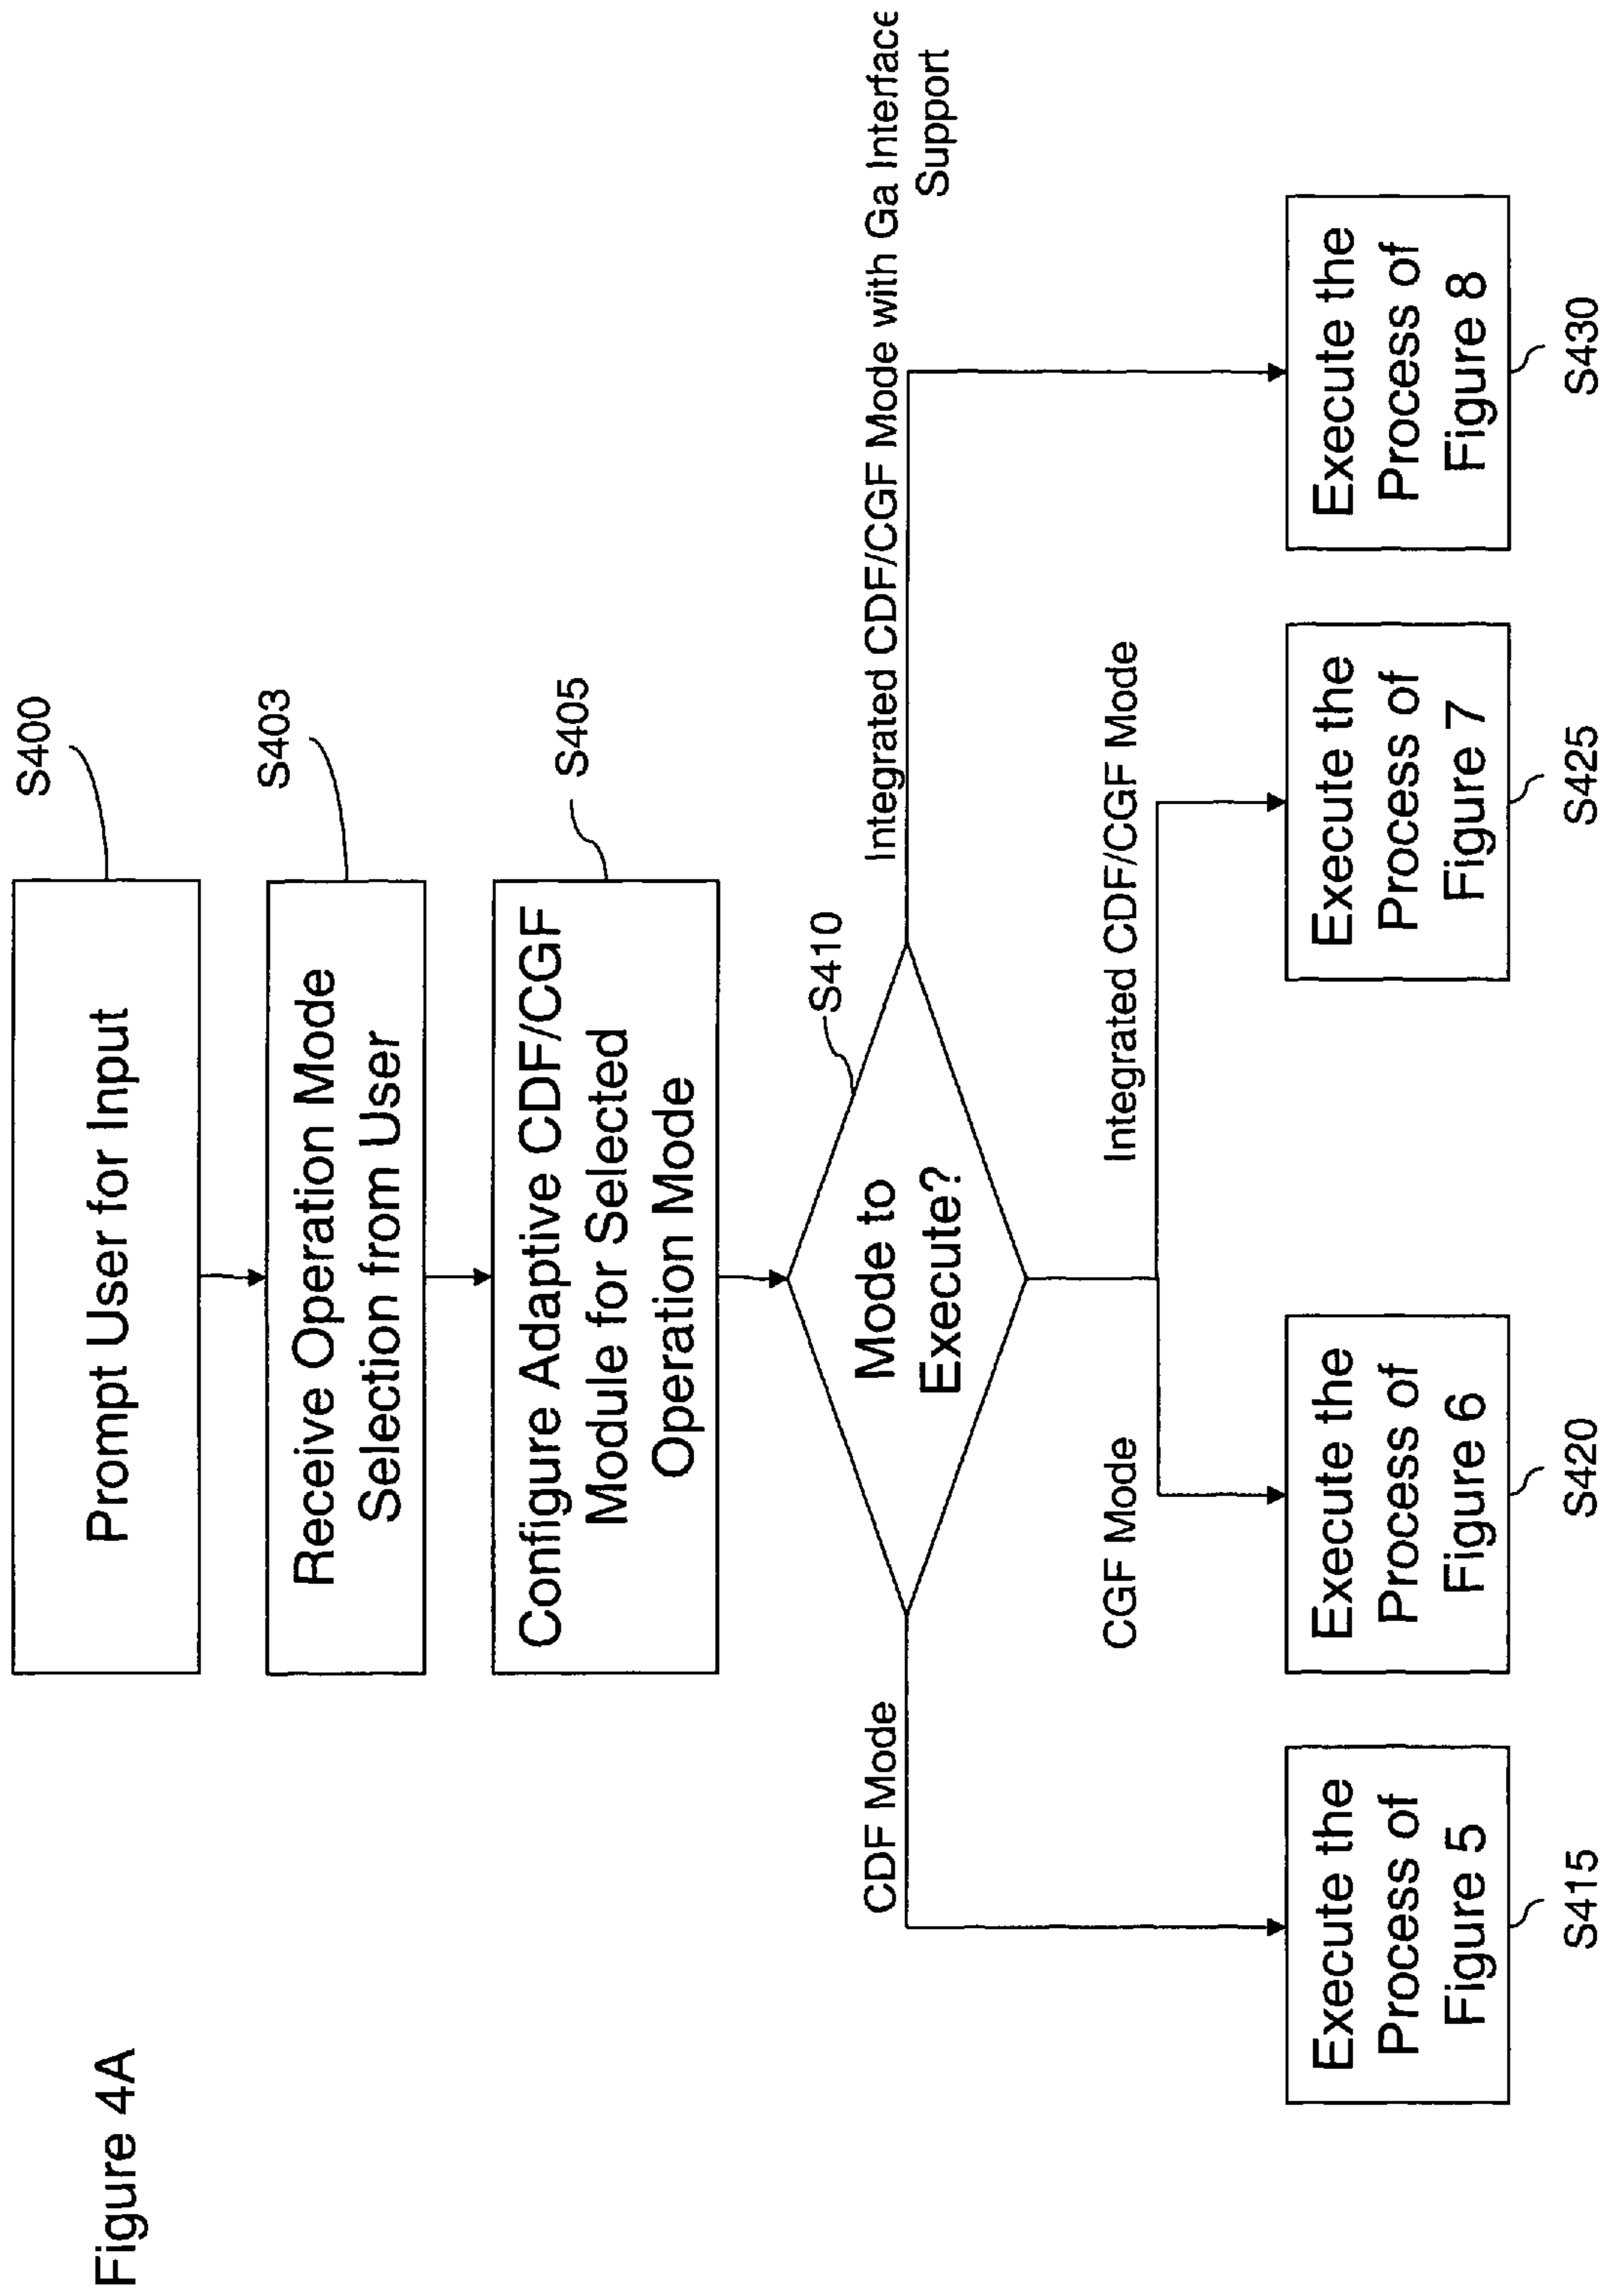 Figure 4A
Prompt User for Input
S400
Receive Operation Mode
Selection from User
S403
Configure Adaptive CDF/CGF
Module for Selected
Operation Mode
S405
Mode to
Execute?
S410
CDF Mode
Integrated CDF/CGF Mode with Ga Interface
Support
CGF Mode
Integrated CDF/CGF Mode
Execute the
Process of
Figure 5
S415
Execute the
Process of
Figure 6
S420
Execute the
Process of
Figure 7
S425
Execute the
Process of
Figure 8
S430